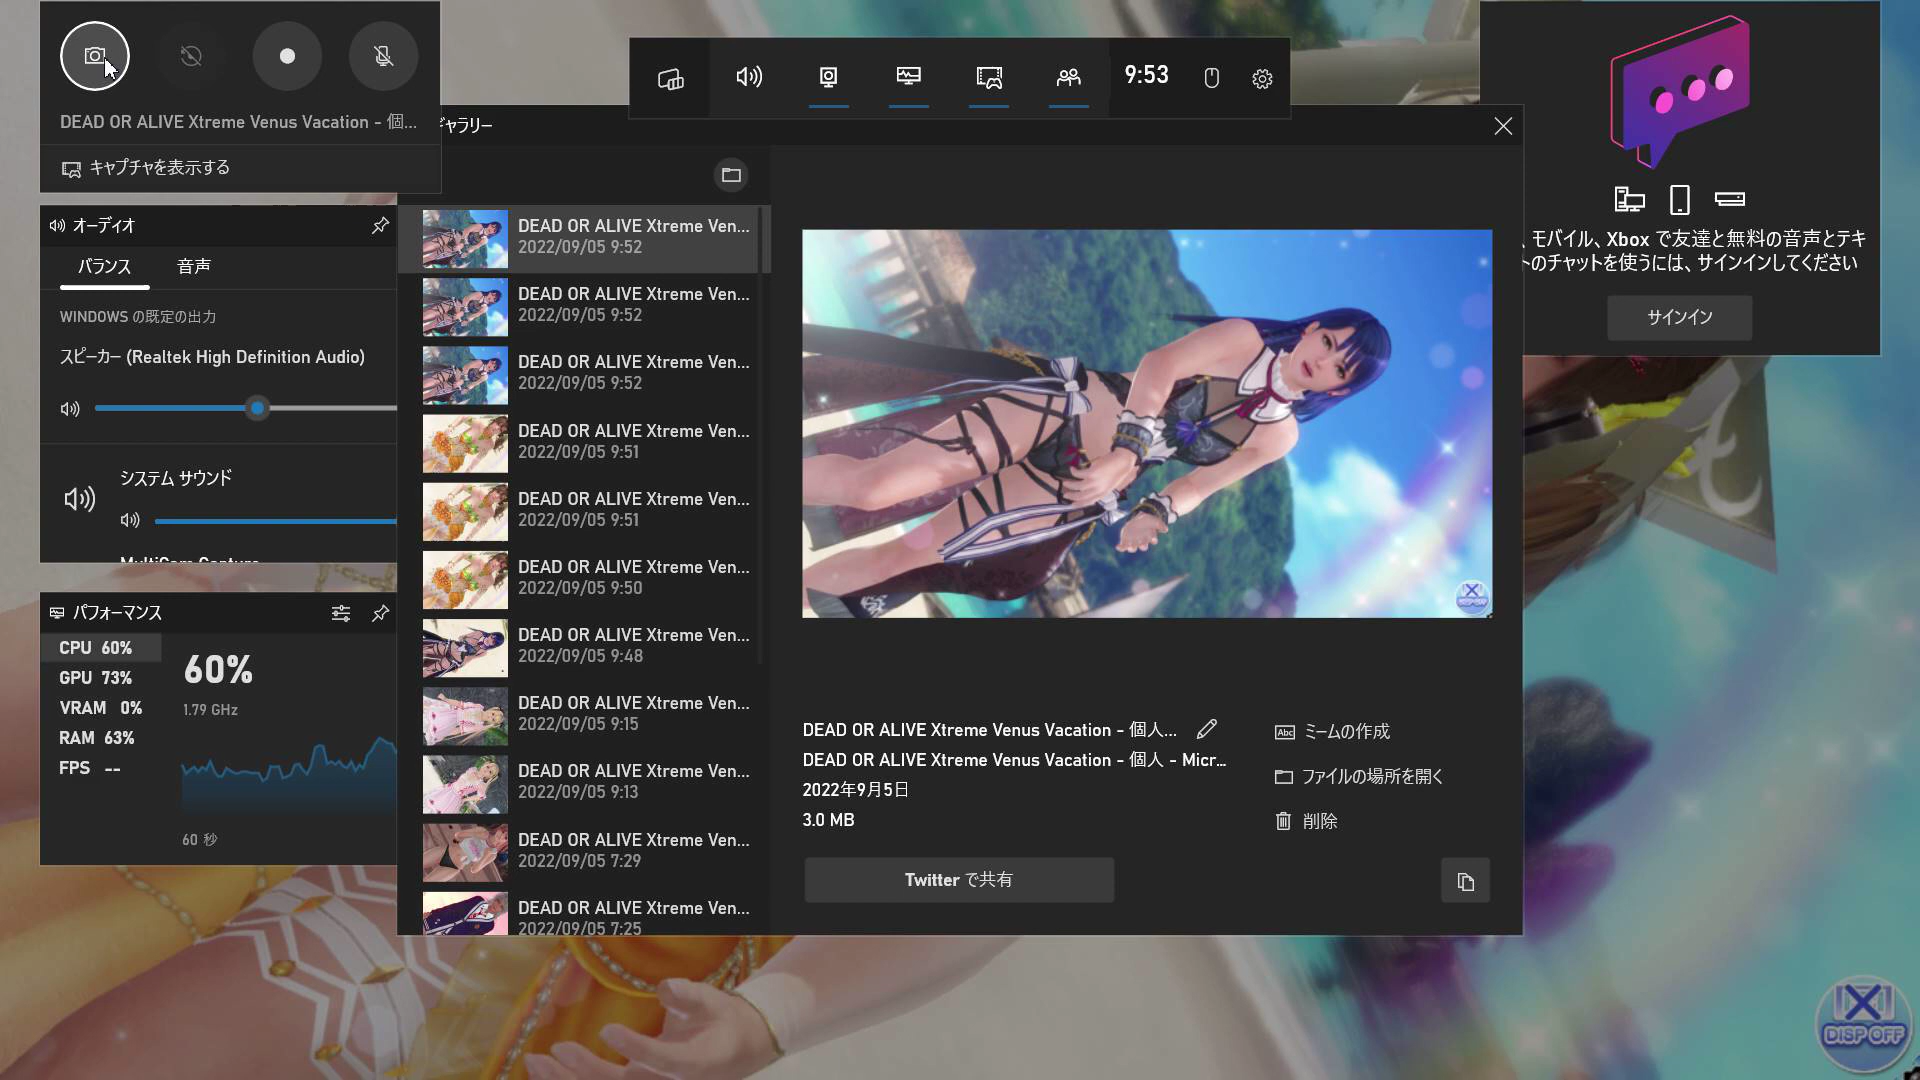 DEAD OR ALIVE Xtreme Venus Vacation - 個...
キャプチャを表示する
9:53
ギャラリー
オーディオ
バランス
音声
WINDOWS の既定の出力
スピーカー (Realtek High Definition Audio)
システム サウンド
パフォーマンス
CPU 60%
GPU 73%
VRAM 0%
RAM 63%
FPS --
60%
1.79 GHz
60 秒
DEAD OR ALIVE Xtreme Ven...
2022/09/05 9:52
DEAD OR ALIVE Xtreme Ven...
2022/09/05 9:52
DEAD OR ALIVE Xtreme Ven...
2022/09/05 9:52
DEAD OR ALIVE Xtreme Ven...
2022/09/05 9:51
DEAD OR ALIVE Xtreme Ven...
2022/09/05 9:51
DEAD OR ALIVE Xtreme Ven...
2022/09/05 9:50
DEAD OR ALIVE Xtreme Ven...
2022/09/05 9:48
DEAD OR ALIVE Xtreme Ven...
2022/09/05 9:15
DEAD OR ALIVE Xtreme Ven...
2022/09/05 9:13
DEAD OR ALIVE Xtreme Ven...
2022/09/05 7:29
DEAD OR ALIVE Xtreme Ven...
2022/09/05 7:25
DEAD OR ALIVE Xtreme Venus Vacation - 個人...
DEAD OR ALIVE Xtreme Venus Vacation - 個人 - Micr...
2022年9月5日
3.0 MB
Twitter で共有
Abc ミームの作成
ファイルの場所を開く
削除
、モバイル、Xbox で友達と無料の音声とテキ
トのチャットを使うには、サインインしてください
サインイン
DISP OFF